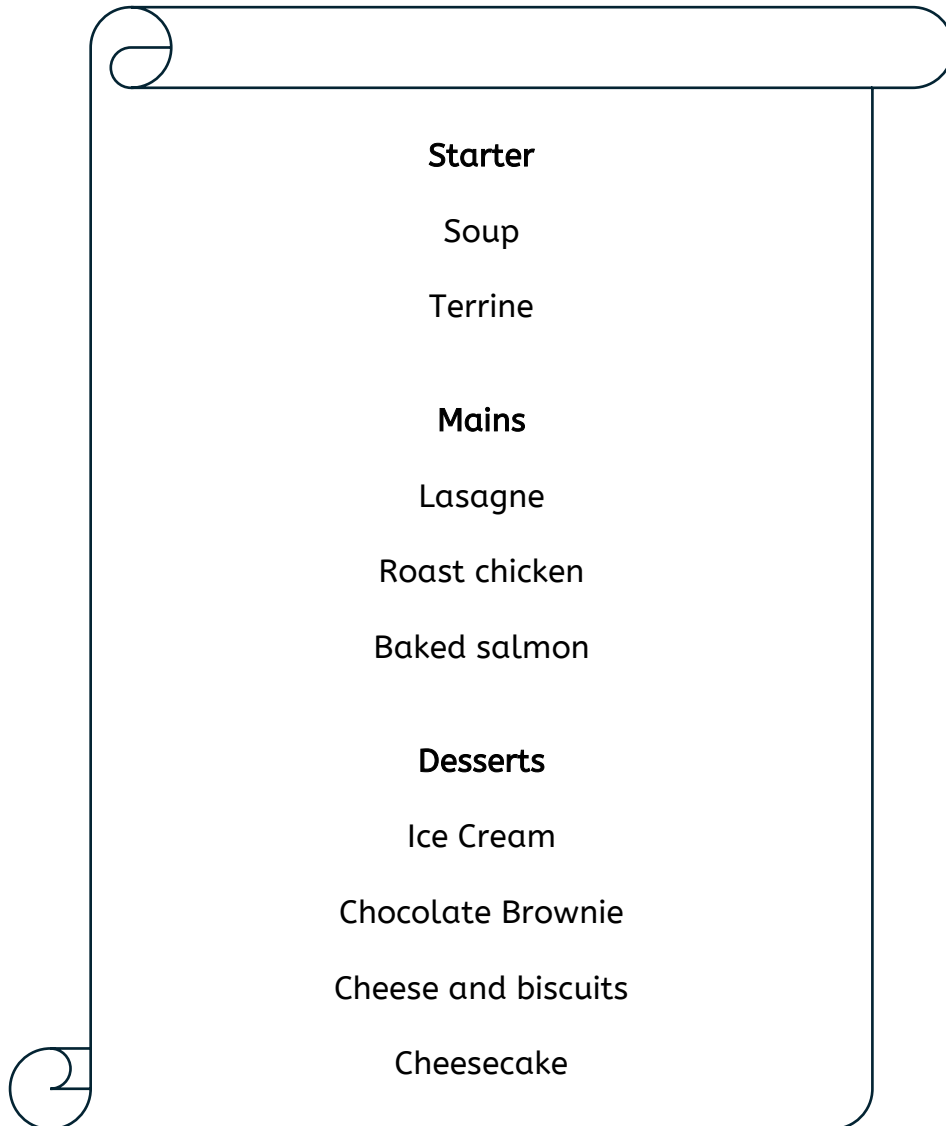 Starter
Soup
Terrine
Mains
Lasagne
Roast chicken
Baked salmon
Desserts
Ice Cream
Chocolate Brownie
Cheese and biscuits
Cheesecake